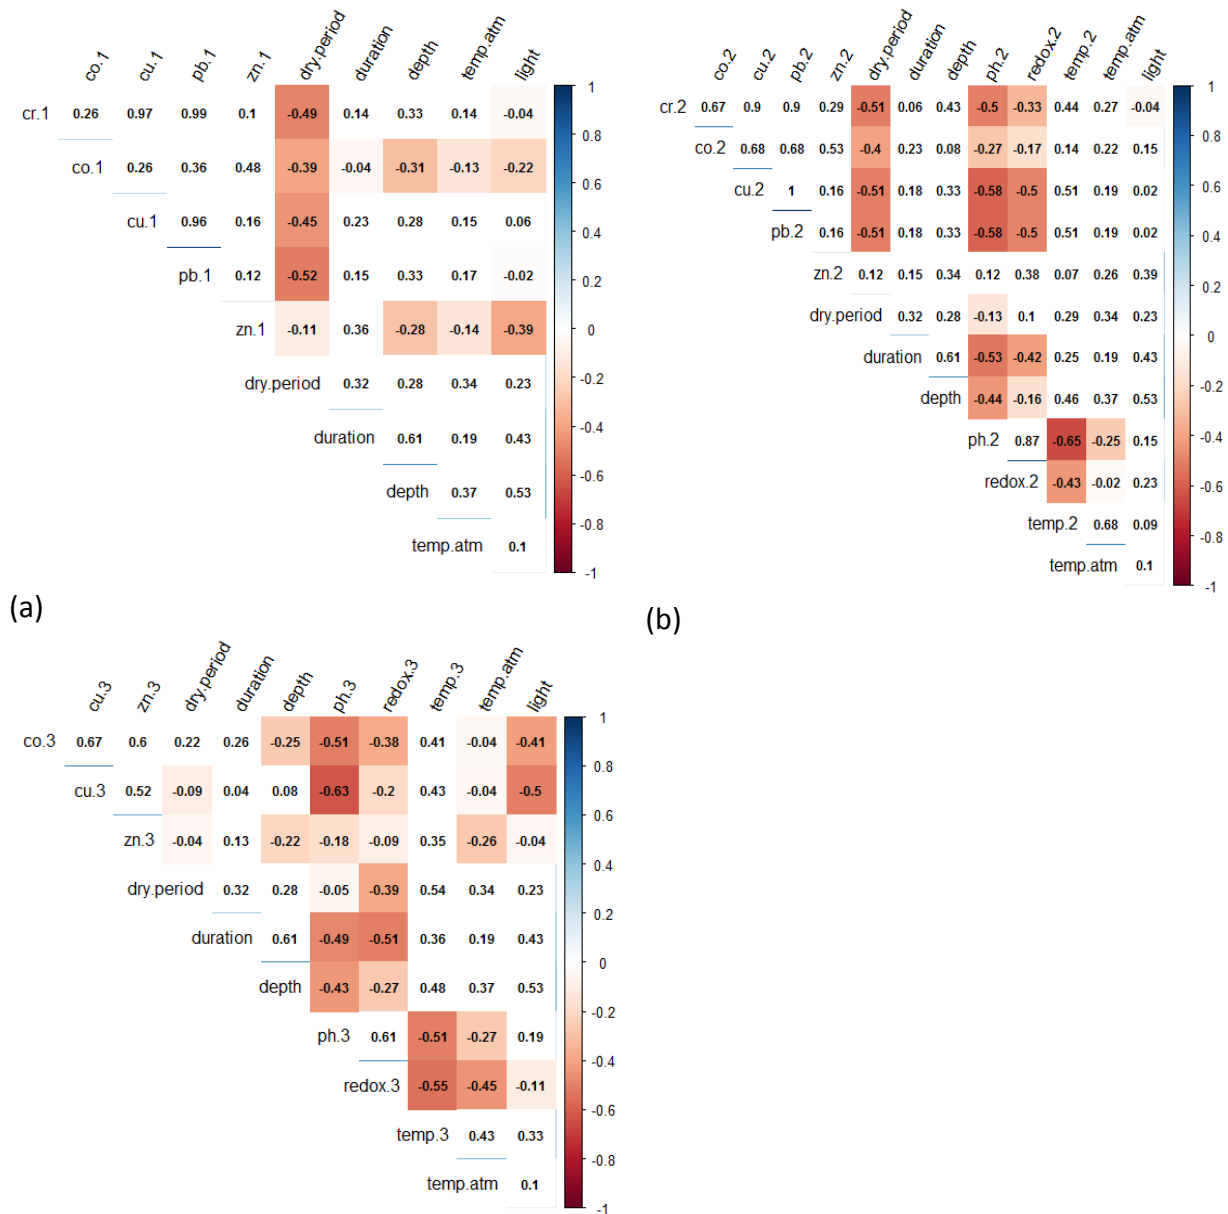 co.1 cu.1 pb.1 zn.1 dry.period duration depth temp.atm light
cr.1 0.26 0.97 0.99 0.1 -0.49 0.14 0.33 0.14 -0.04
co.1 0.26 0.36 0.48 -0.39 -0.04 -0.31 -0.13 -0.22
cu.1 0.96 0.16 -0.45 0.23 0.28 0.15 0.06
pb.1 0.12 -0.52 0.15 0.33 0.17 -0.02
zn.1 -0.11 0.36 -0.28 -0.14 -0.39
dry.period 0.32 0.28 0.34 0.23
duration 0.61 0.19 0.43
depth 0.37 0.53
temp.atm 0.1
1
0.8
0.6
0.4
0.2
0
-0.2
-0.4
-0.6
-0.8
-1
(a)
co.2 cu.2 pb.2 zn.2 dry.period duration depth ph.2 redox.2 temp.2 temp.atm light
cr.2 0.67 0.9 0.9 0.29 -0.51 0.06 0.43 -0.5 -0.33 0.44 0.27 -0.04
co.2 0.68 0.68 0.53 -0.4 0.23 0.08 -0.27 -0.17 0.14 0.22 0.15
cu.2 1 0.16 -0.51 0.18 0.33 -0.58 -0.5 0.51 0.19 0.02
pb.2 0.16 -0.51 0.18 0.33 -0.58 -0.5 0.51 0.19 0.02
zn.2 0.12 0.15 0.34 0.12 0.38 0.07 0.26 0.39
dry.period 0.32 0.28 -0.13 0.1 0.29 0.34 0.23
duration 0.61 -0.53 -0.42 0.25 0.19 0.43
depth -0.44 -0.16 0.46 0.37 0.53
ph.2 0.87 -0.65 -0.25 0.15
redox.2 -0.43 -0.02 0.23
temp.2 0.68 0.09
temp.atm 0.1
1
0.8
0.6
0.4
0.2
0
-0.2
-0.4
-0.6
-0.8
-1
(b)
cu.3 zn.3 dry.period duration depth ph.3 redox.3 temp.3 temp.atm light
co.3 0.67 0.6 0.22 0.26 -0.25 -0.51 -0.38 0.41 -0.04 -0.41
cu.3 0.52 -0.09 0.04 0.08 -0.63 -0.2 0.43 -0.04 -0.5
zn.3 -0.04 0.13 -0.22 -0.18 -0.09 0.35 -0.26 -0.04
dry.period 0.32 0.28 -0.05 -0.39 0.54 0.34 0.23
duration 0.61 -0.49 -0.51 0.36 0.19 0.43
depth -0.43 -0.27 0.48 0.37 0.53
ph.3 0.61 -0.51 -0.27 0.19
redox.3 -0.55 -0.45 -0.11
temp.3 0.43 0.33
temp.atm 0.1
1
0.8
0.6
0.4
0.2
0
-0.2
-0.4
-0.6
-0.8
-1